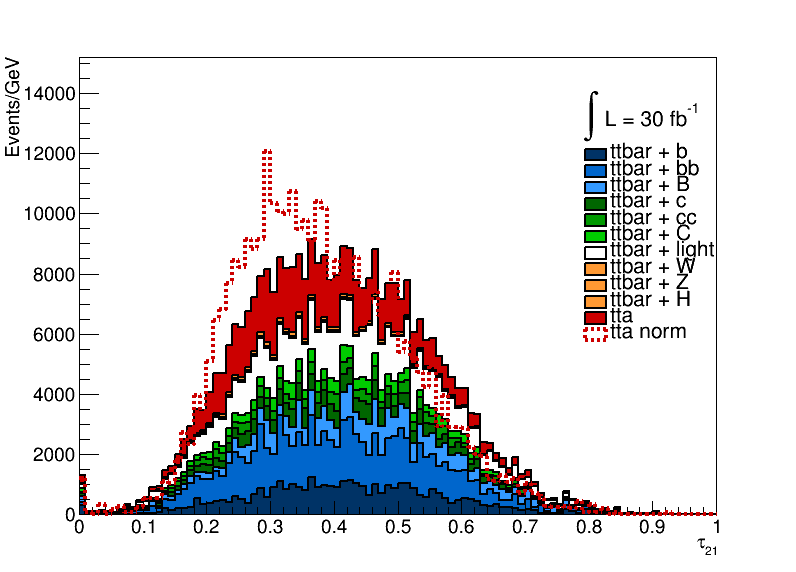 Events/GeV
14000
12000
10000
8000
6000
4000
2000
0
∫ L = 30 fb-1
ttbar + b
ttbar + bb
ttbar + B
ttbar + c
ttbar + cc
ttbar + C
ttbar + light
ttbar + W
ttbar + Z
ttbar + H
tta
tta norm
0 0.1 0.2 0.3 0.4 0.5 0.6 0.7 0.8 0.9 1
τ21